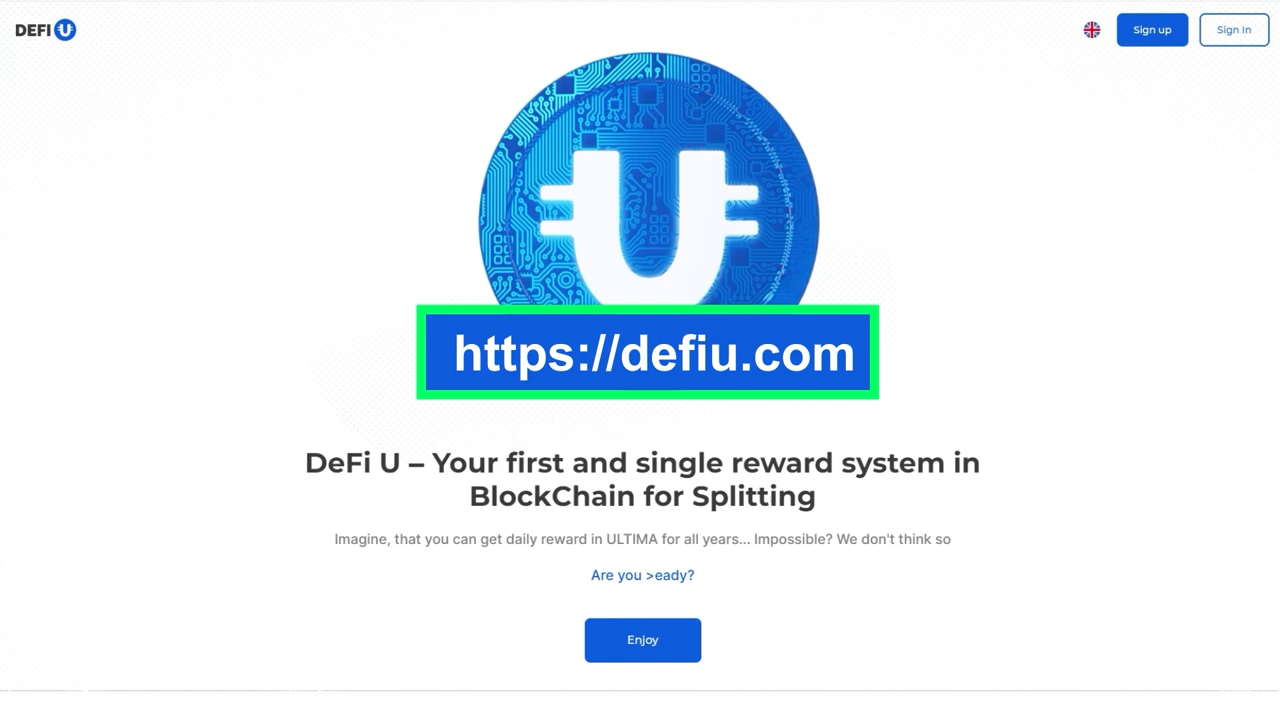 DEFI U
Sign up
Sign In
U
https://defiu.com
DeFi U – Your first and single reward system in
BlockChain for Splitting
Imagine, that you can get daily reward in ULTIMA for all years... Impossible? We don't think so
Are you >eady?
Enjoy